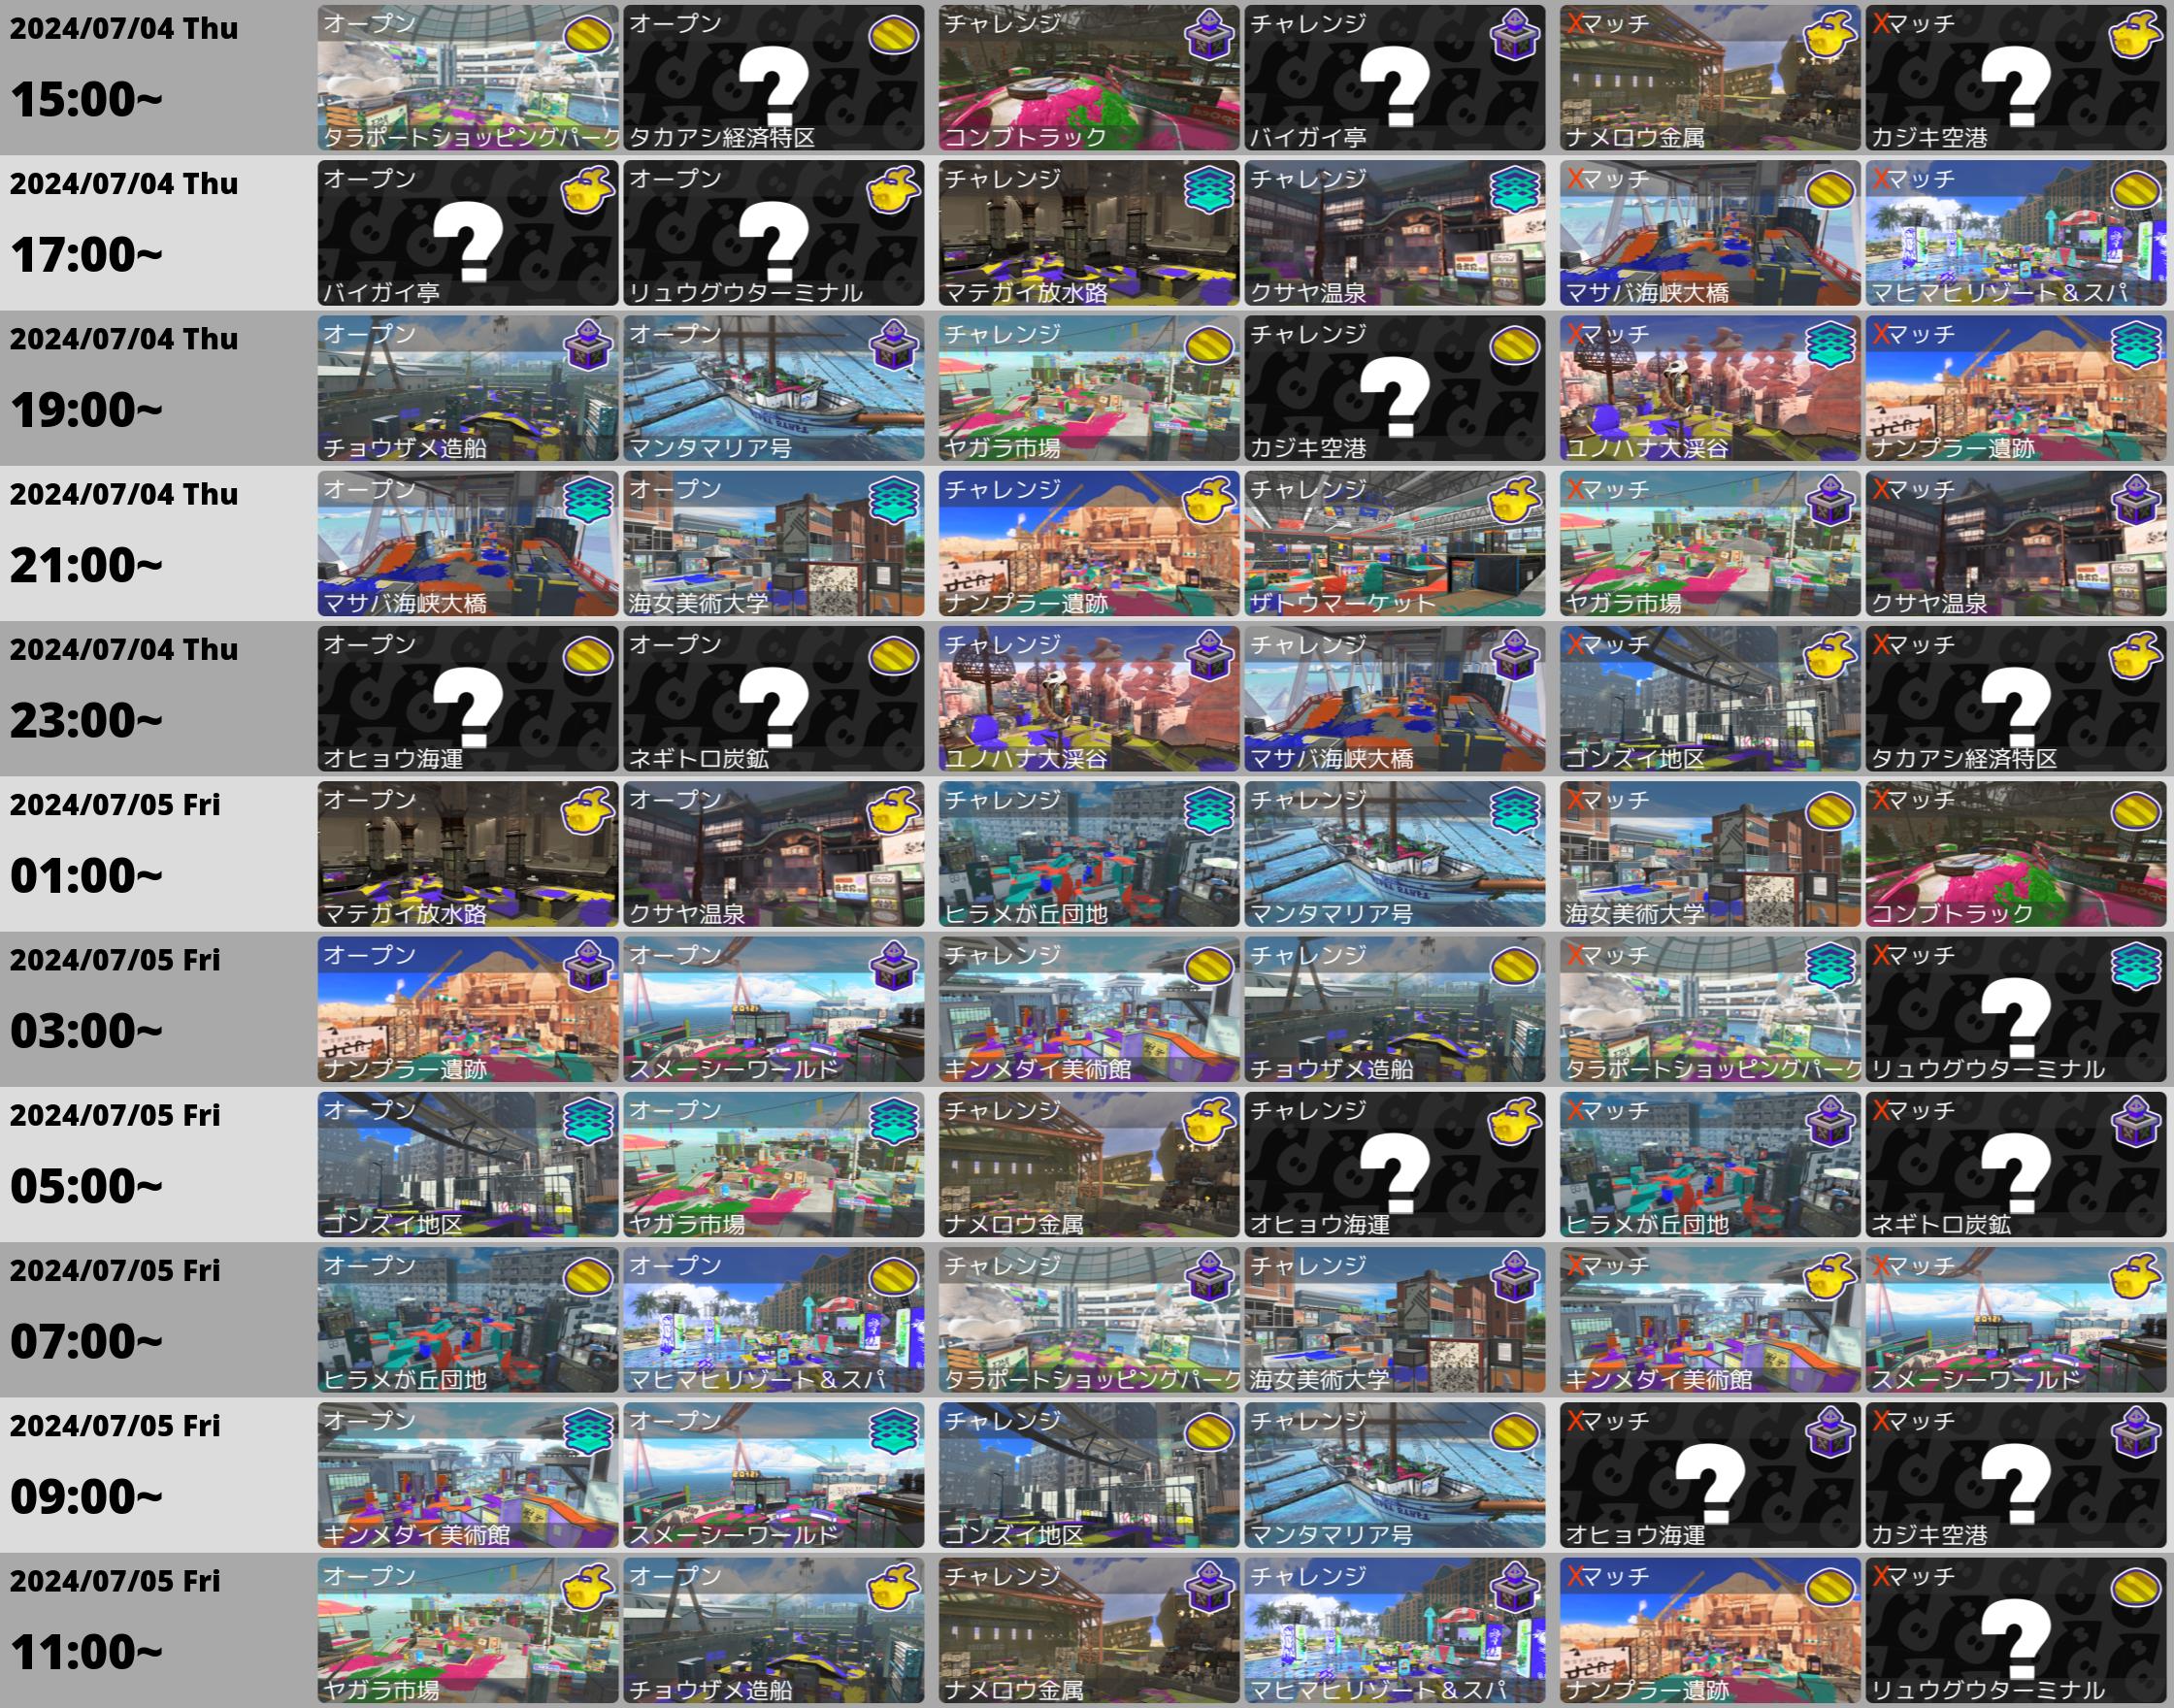 2024/07/04 Thu
15:00~
オープン
タラポートショッピングパーク
オープン
タカアシ経済特区
チャレンジ
コンブトラック
チャレンジ
バイガイ亭
Xマッチ
ナメロウ金属
Xマッチ
カジキ空港
2024/07/04 Thu
17:00~
オープン
バイガイ亭
オープン
リュウグウターミナル
チャレンジ
マテガイ放水路
チャレンジ
クサヤ温泉
Xマッチ
マサバ海峡大橋
Xマッチ
マヒマヒリゾート&スパ
2024/07/04 Thu
19:00~
オープン
チョウザメ造船
オープン
マンタマリア号
チャレンジ
ヤガラ市場
チャレンジ
カジキ空港
Xマッチ
ユノハナ大渓谷
Xマッチ
ナンプラー遺跡
2024/07/04 Thu
21:00~
オープン
マサバ海峡大橋
オープン
海女美術大学
チャレンジ
ナンプラー遺跡
チャレンジ
ザトウマーケット
Xマッチ
ヤガラ市場
Xマッチ
クサヤ温泉
2024/07/04 Thu
23:00~
オープン
オヒョウ海運
オープン
ネギトロ炭鉱
チャレンジ
ユノハナ大渓谷
チャレンジ
マサバ海峡大橋
Xマッチ
ゴンズイ地区
Xマッチ
タカアシ経済特区
2024/07/05 Fri
01:00~
オープン
マテガイ放水路
オープン
クサヤ温泉
チャレンジ
ヒラメが丘団地
チャレンジ
マンタマリア号
Xマッチ
海女美術大学
Xマッチ
コンブトラック
2024/07/05 Fri
03:00~
オープン
ナンプラー遺跡
オープン
スメーシーワールド
チャレンジ
キンメダイ美術館
チャレンジ
チョウザメ造船
Xマッチ
タラポートショッピングパーク
Xマッチ
リュウグウターミナル
2024/07/05 Fri
05:00~
オープン
ゴンズイ地区
オープン
ヤガラ市場
チャレンジ
ナメロウ金属
チャレンジ
オヒョウ海運
Xマッチ
ヒラメが丘団地
Xマッチ
ネギトロ炭鉱
2024/07/05 Fri
07:00~
オープン
ヒラメが丘団地
オープン
マヒマヒリゾート&スパ
チャレンジ
タラポートショッピングパーク
チャレンジ
海女美術大学
Xマッチ
キンメダイ美術館
Xマッチ
スメーシーワールド
2024/07/05 Fri
09:00~
オープン
キンメダイ美術館
オープン
スメーシーワールド
チャレンジ
ゴンズイ地区
チャレンジ
マンタマリア号
Xマッチ
オヒョウ海運
Xマッチ
カジキ空港
2024/07/05 Fri
11:00~
オープン
ヤガラ市場
オープン
チョウザメ造船
チャレンジ
ナメロウ金属
チャレンジ
マヒマヒリゾート&スパ
Xマッチ
ナンプラー遺跡
Xマッチ
リュウグウターミナル